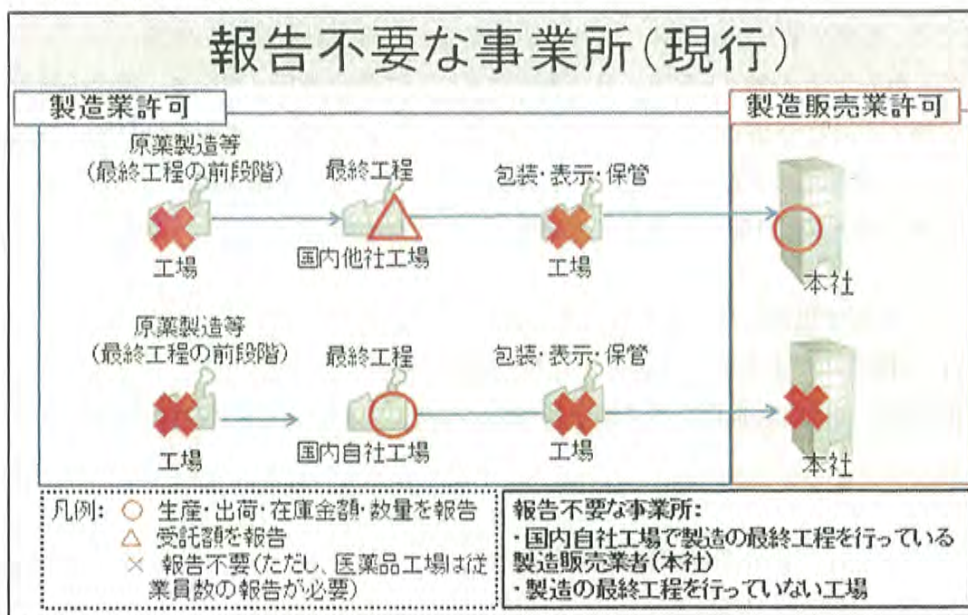 報告不要な事業所(現行)
製造業許可
製造販売業許可
原薬製造等
(最終工程の前段階)
最終工程
包装・表示・保管
工場
国内他社工場
工場
本社
原薬製造等
(最終工程の前段階)
最終工程
包装・表示・保管
工場
国内自社工場
工場
本社
凡例: ○ 生産・出荷・在庫金額・数量を報告
△ 受託額を報告
× 報告不要(ただし、医薬品工場は従
業員数の報告が必要)
報告不要な事業所:
・国内自社工場で製造の最終工程を行っている
製造販売業者(本社)
・製造の最終工程を行っていない工場